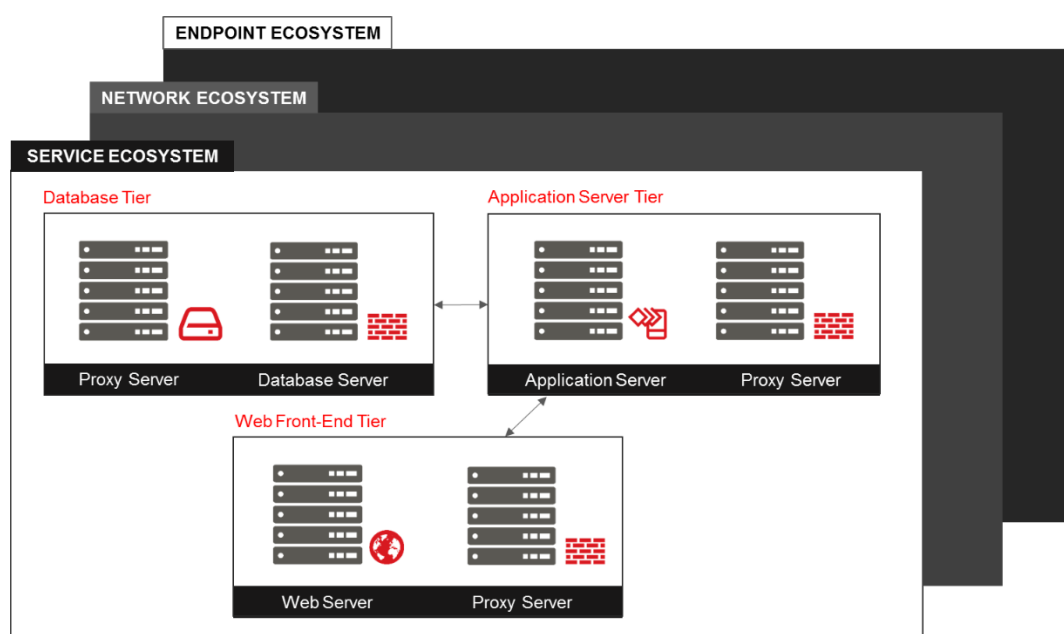 ENDPOINT ECOSYSTEM
NETWORK ECOSYSTEM
SERVICE ECOSYSTEM
Database Tier
Application Server Tier
Proxy Server
Database Server
Application Server
Proxy Server
Web Front-End Tier
Web Server
Proxy Server